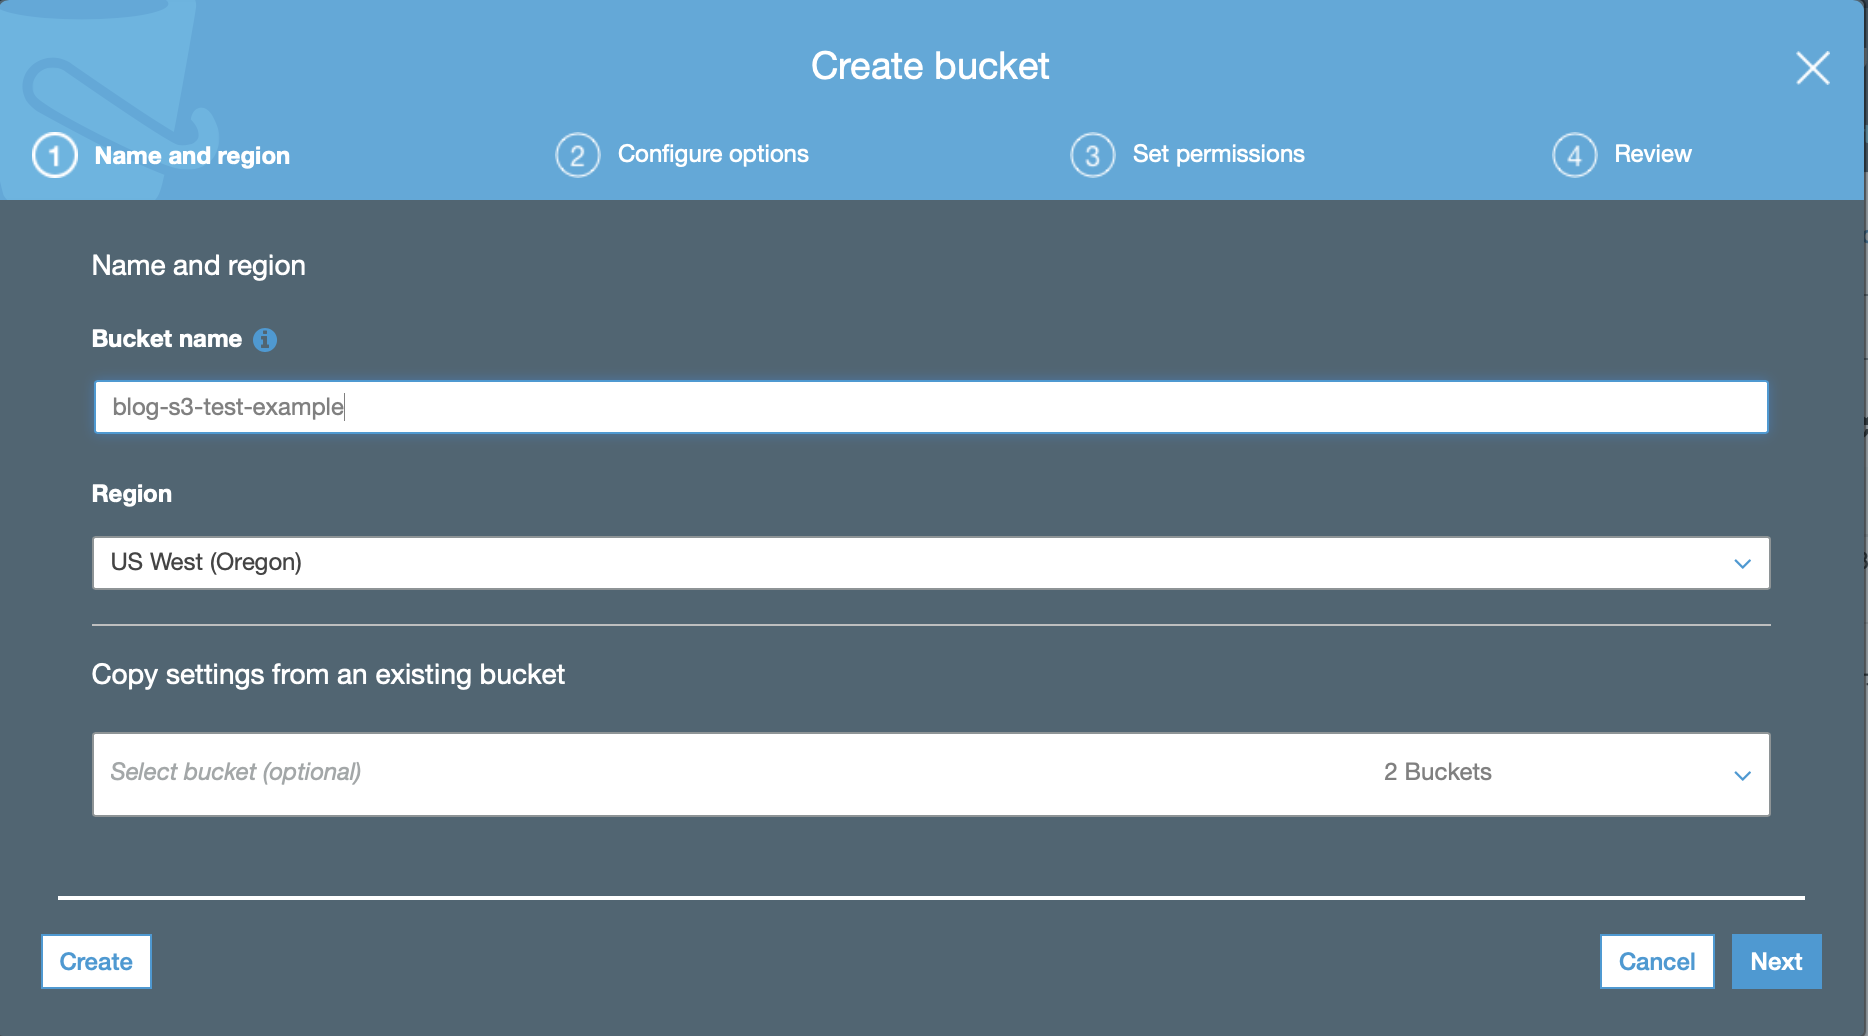 Create bucket
1 Name and region
2 Configure options
3 Set permissions
4 Review
Name and region
Bucket name
blog-s3-test-example
Region
US West (Oregon)
Copy settings from an existing bucket
Select bucket (optional) 2 Buckets
Create Cancel Next